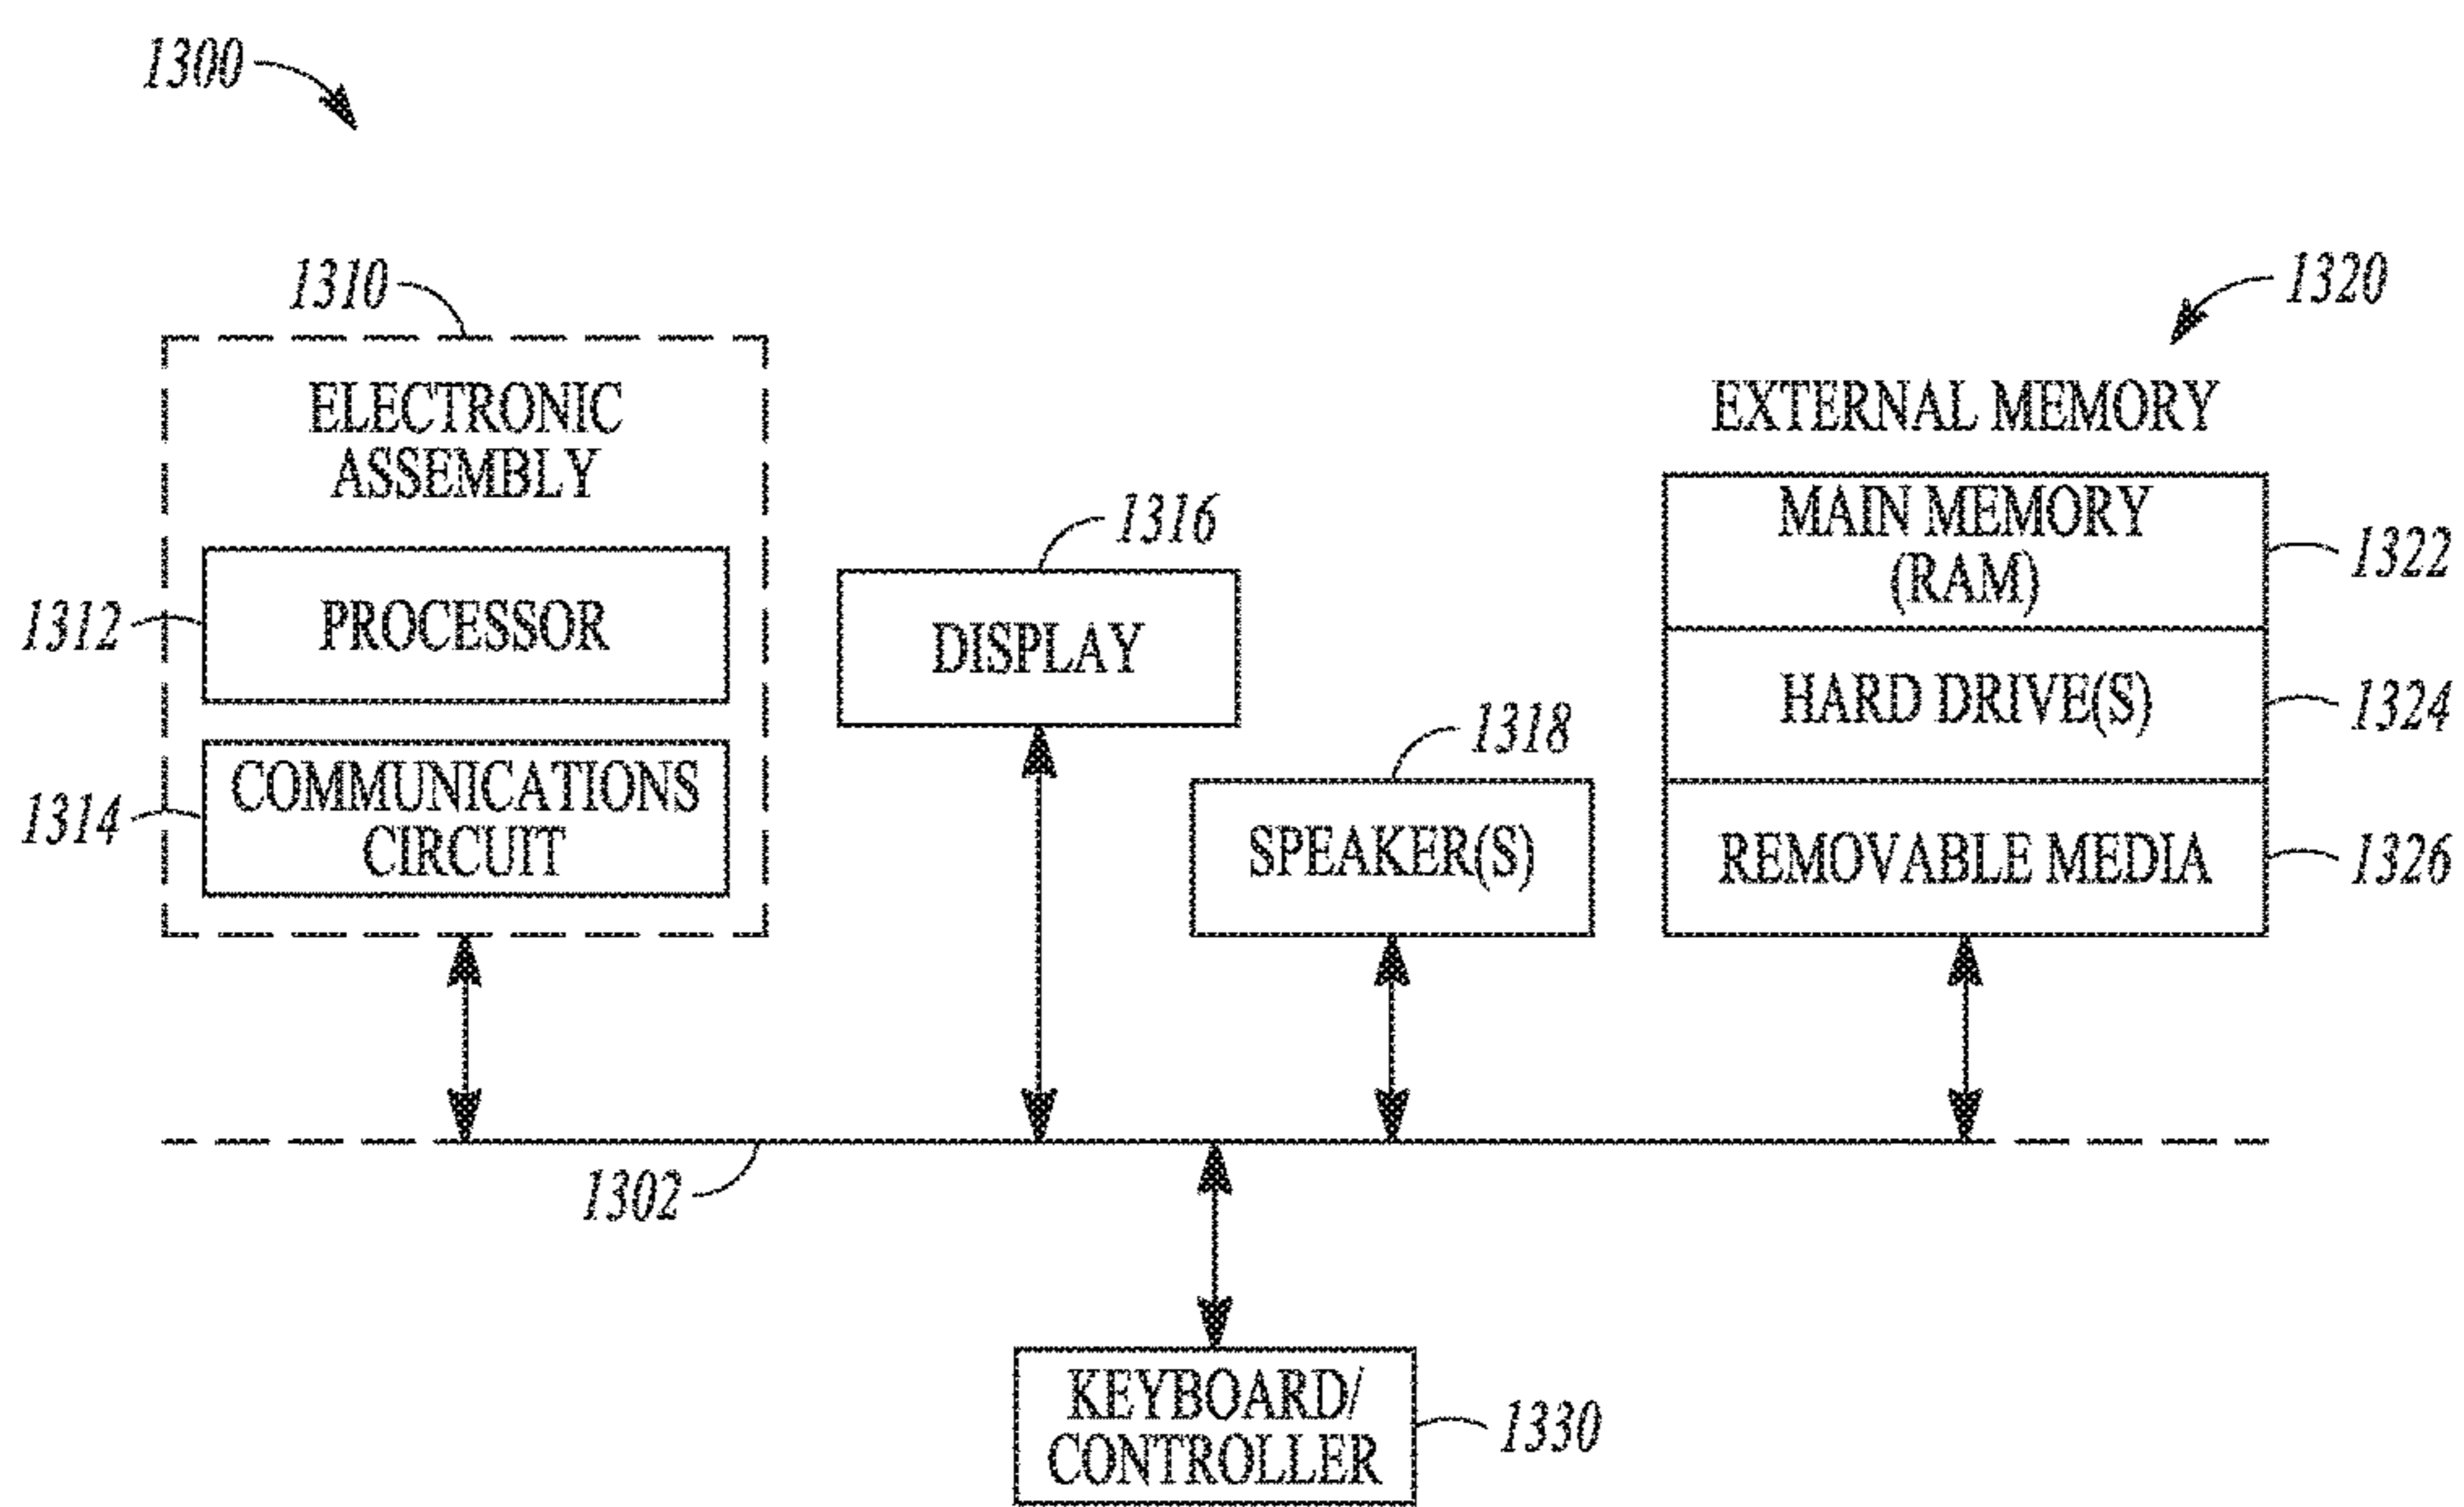 1300
1310
1320
ELECTRONIC
ASSEMBLY
EXTERNAL MEMORY
1316
MAIN MEMORY
(RAM)
1322
1312
PROCESSOR
DISPLAY
HARD DRIVE(S)
1324
1318
1314
COMMUNICATIONS
CIRCUIT
SPEAKER(S)
REMOVABLE MEDIA
1326
1302
KEYBOARD/
CONTROLLER
1330